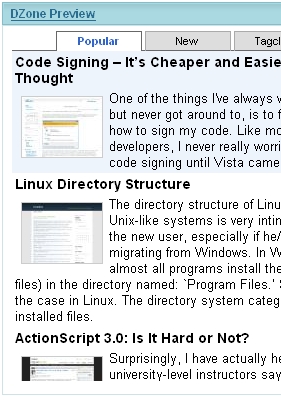 DZone Preview
Popular New Tagcl
Code Signing – It's Cheaper and Easie
Thought
One of the things I've always v
but never got around to, is to f
how to sign my code. Like mo
developers, I never really worri
code signing until Vista came
Linux Directory Structure
The directory structure of Linu
Unix-like systems is very intin
the new user, especially if he/
migrating from Windows. In W
almost all programs install the
files) in the directory named: `Program Files.' S
the case in Linux. The directory system categ
installed files.
ActionScript 3.0: Is It Hard or Not?
Surprisingly, I have actually he
university-level instructors say